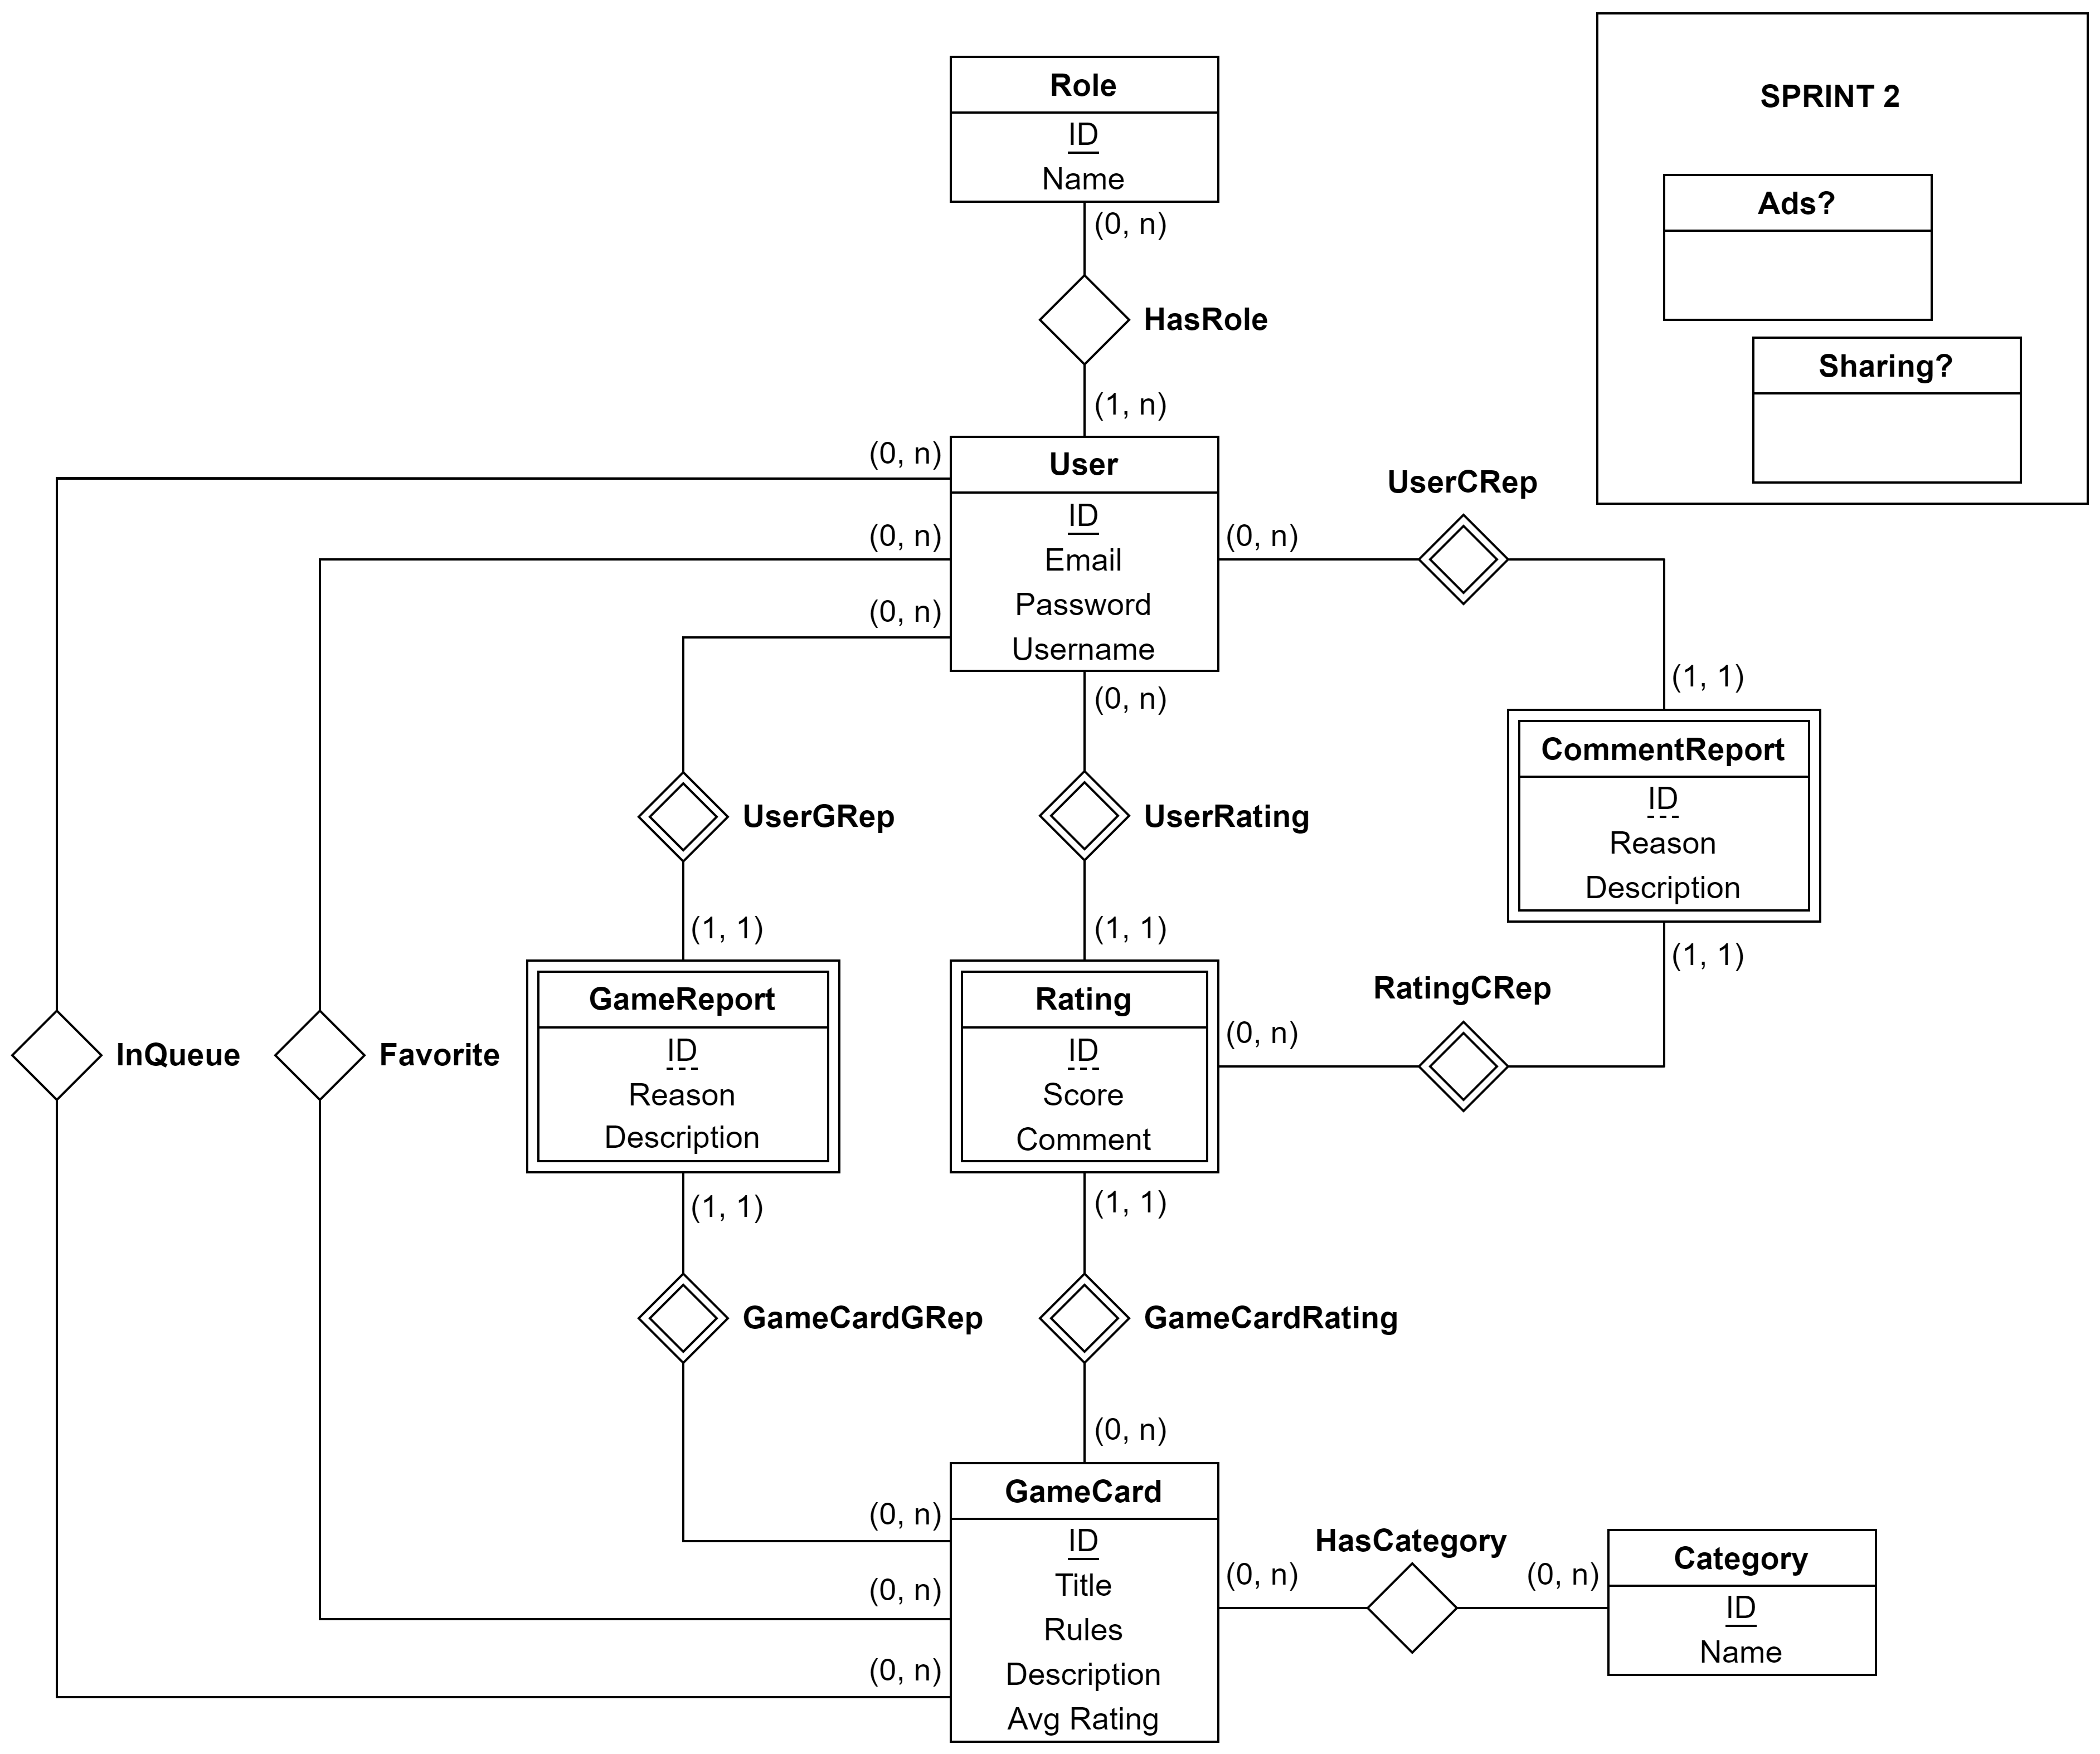 Role
ID
Name
(0, n)
HasRole
(1, n)
SPRINT 2
Ads?
Sharing?
(0, n)
(0, n)
(0, n)
User
ID
Email
Password
Username
(0, n)
UserCRep
(0, n)
(1, 1)
CommentReport
ID
Reason
Description
(1, 1)
UserGRep
UserRating
(1, 1)
(1, 1)
InQueue
Favorite
GameReport
ID
Reason
Description
Rating
ID
Score
Comment
(0, n)
RatingCRep
(1, 1)
(1, 1)
GameCardGRep
GameCardRating
(0, n)
(0, n)
(0, n)
(0, n)
GameCard
ID
Title
Rules
Description
Avg Rating
(0, n)
HasCategory
(0, n)
Category
ID
Name